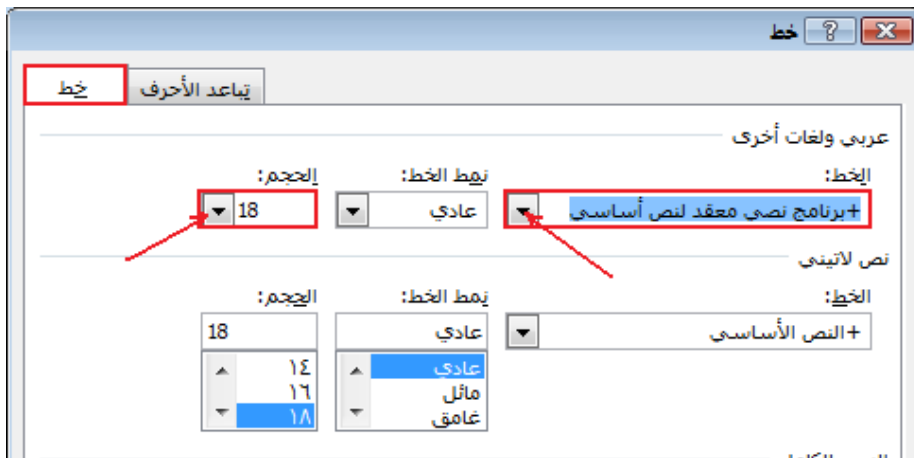 خط
خط تباعد الأحرف
عربي ولغات أخرى
الخط: نمط الخط: الحجم:
+برنامج نصي معقد لنص أساسي عادي 18
نص لاتيني
الخط: نمط الخط: الحجم:
+النص الأساسي عادي 18
عادي ١٤
مائل ١٦
غامق ١٨